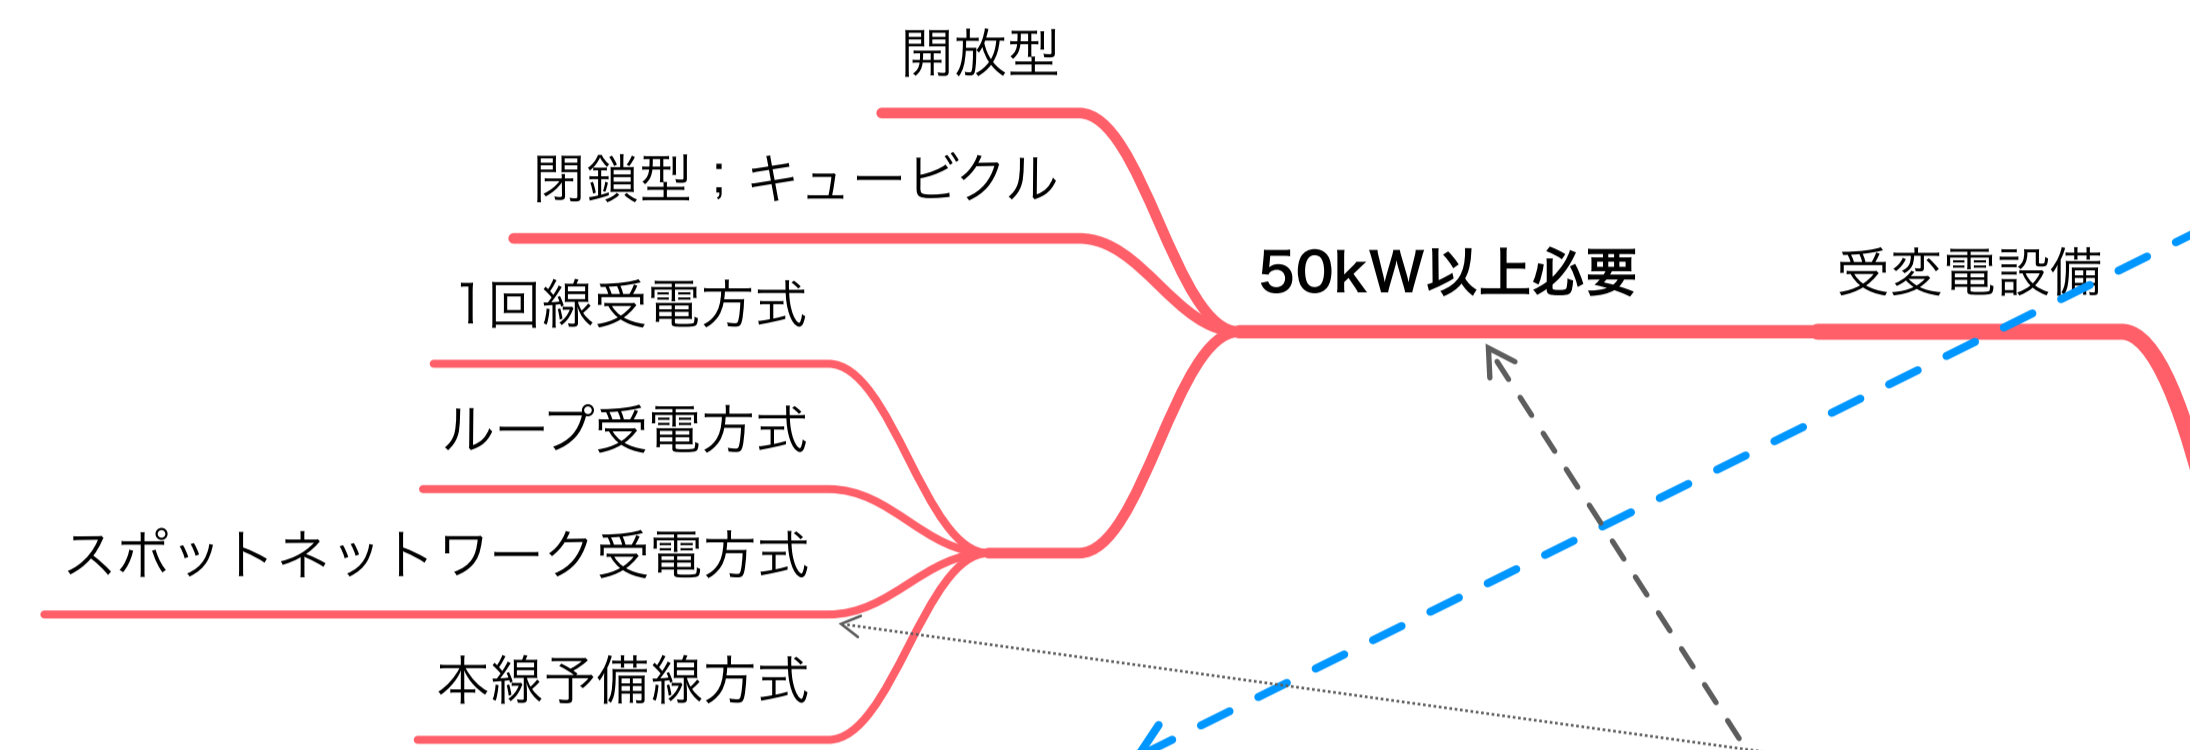 開放型
閉鎖型；キュービクル
50kW以上必要
受変電設備
1回線受電方式
ループ受電方式
スポットネットワーク受電方式
本線予備線方式